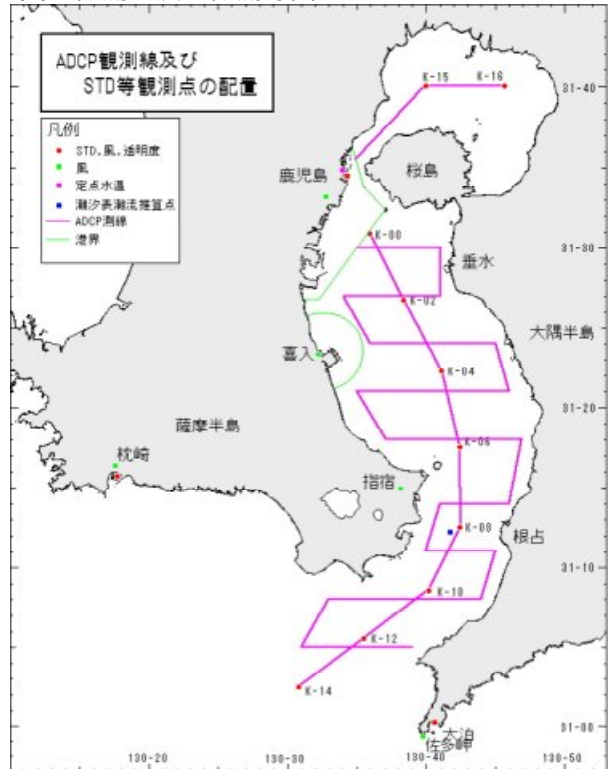 ADCP観測線及び
STD等観測点の配置
凡例
STD,風,透明度
風
定点水温
潮汐表潮流推算点
ADCP測線
港界
K-15
K-16
31-40
鹿児島
桜島
K-00
31-30
垂水
K-02
大隅半島
喜入
K-04
31-20
薩摩半島
K-06
枕崎
指宿
K-08
根占
31-10
K-10
K-12
K-14
31-00
大泊
佐多岬
130-20
130-30
130-40
130-50